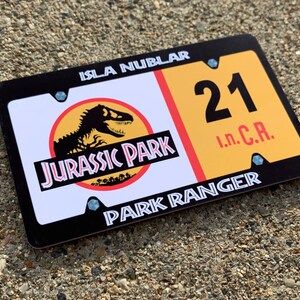 ISLA NUBLAR
JURASSIC PARK
21
I.n.C.R.
PARK RANGER